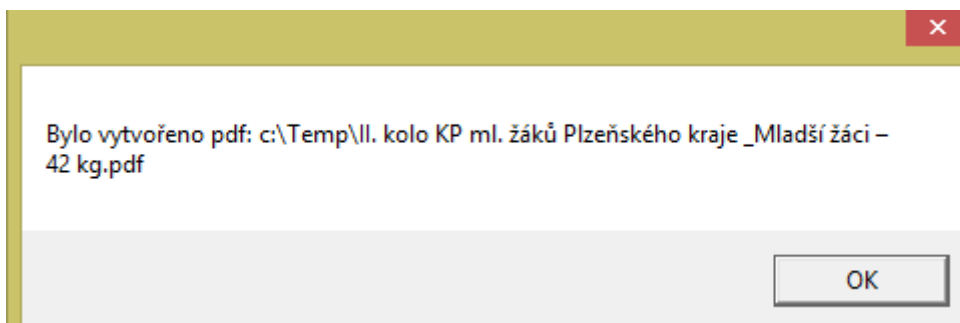 Bylo vytvořeno pdf: c:\Temp\II. kolo KP ml. žáků Plzeňského kraje _Mladší žáci –
42 kg.pdf
OK